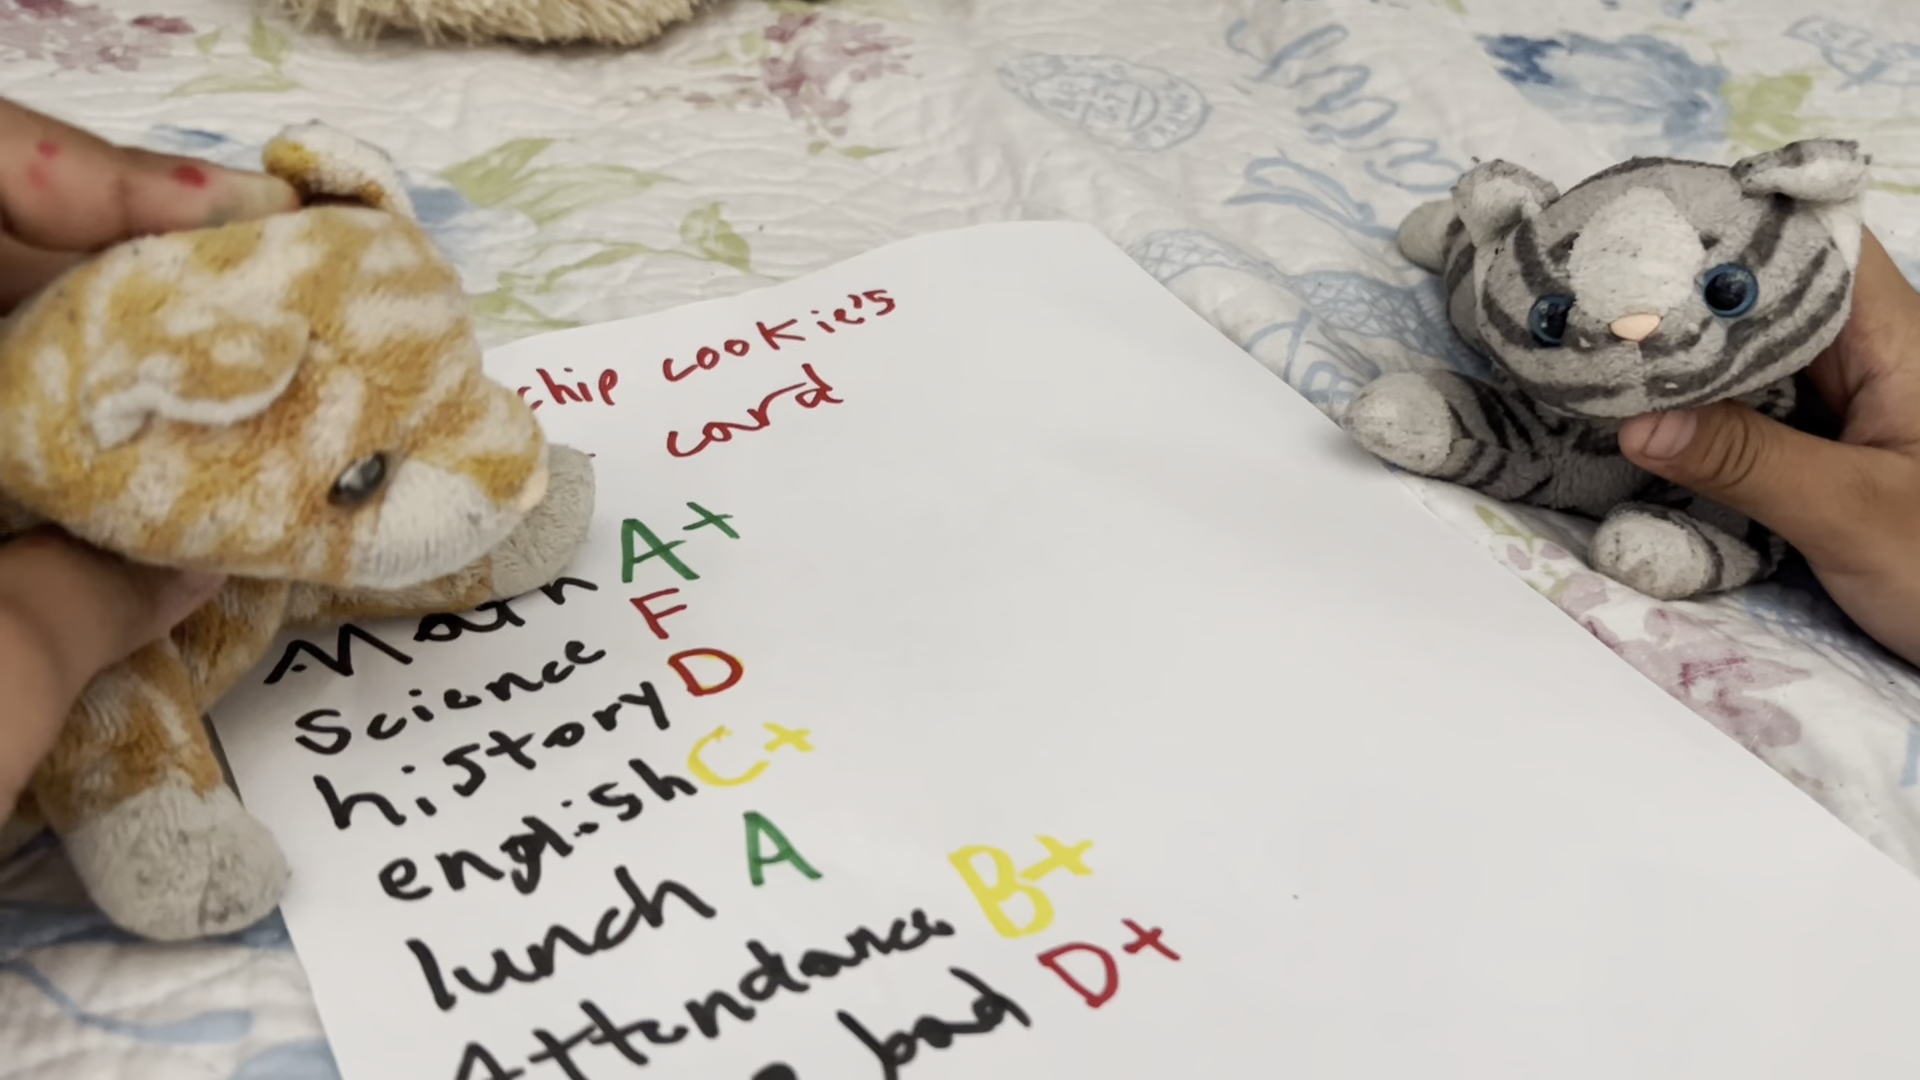 chip cookie's
card
Math A+
Science F
history D
english C+
lunch A
Attendance B+
bad D+